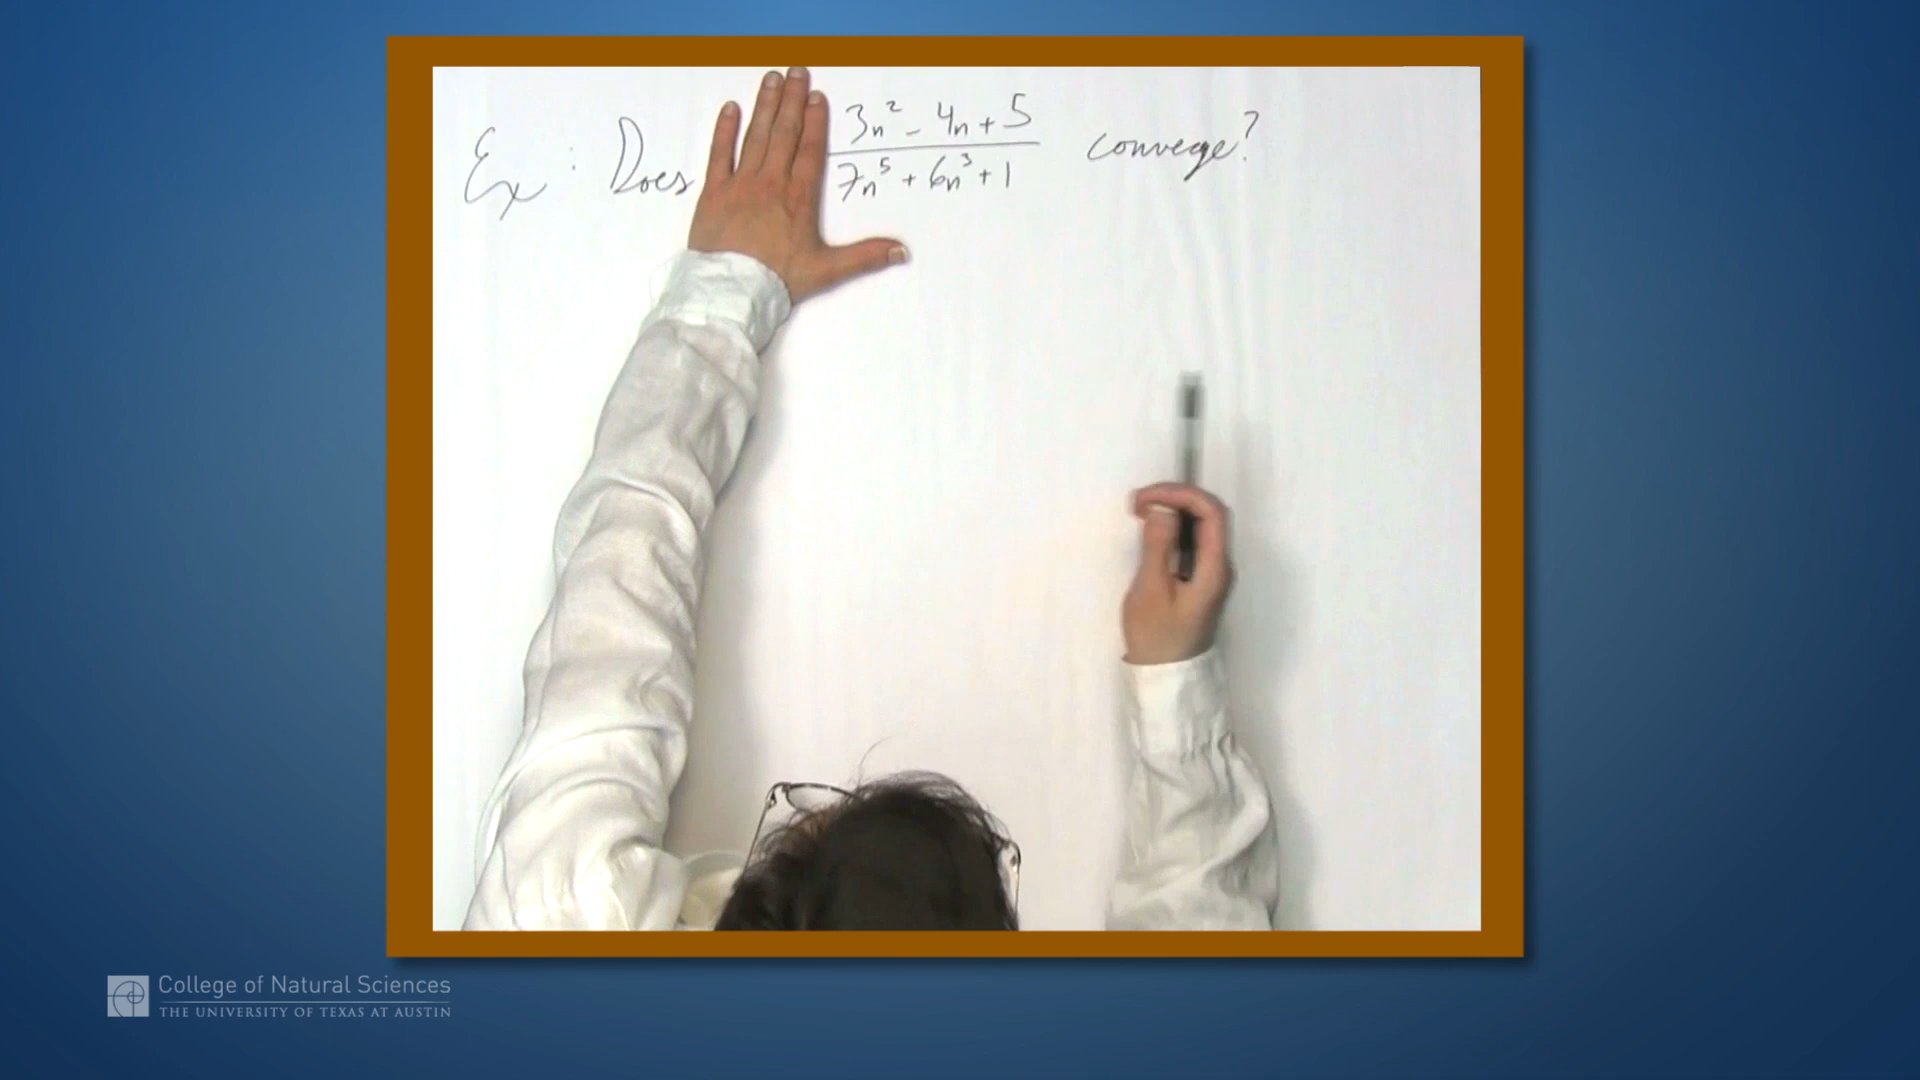 Ex: Does 3n² - 4n + 5 / 7n⁵ + 6n³ + 1 converge?
College of Natural Sciences
THE UNIVERSITY OF TEXAS AT AUSTIN